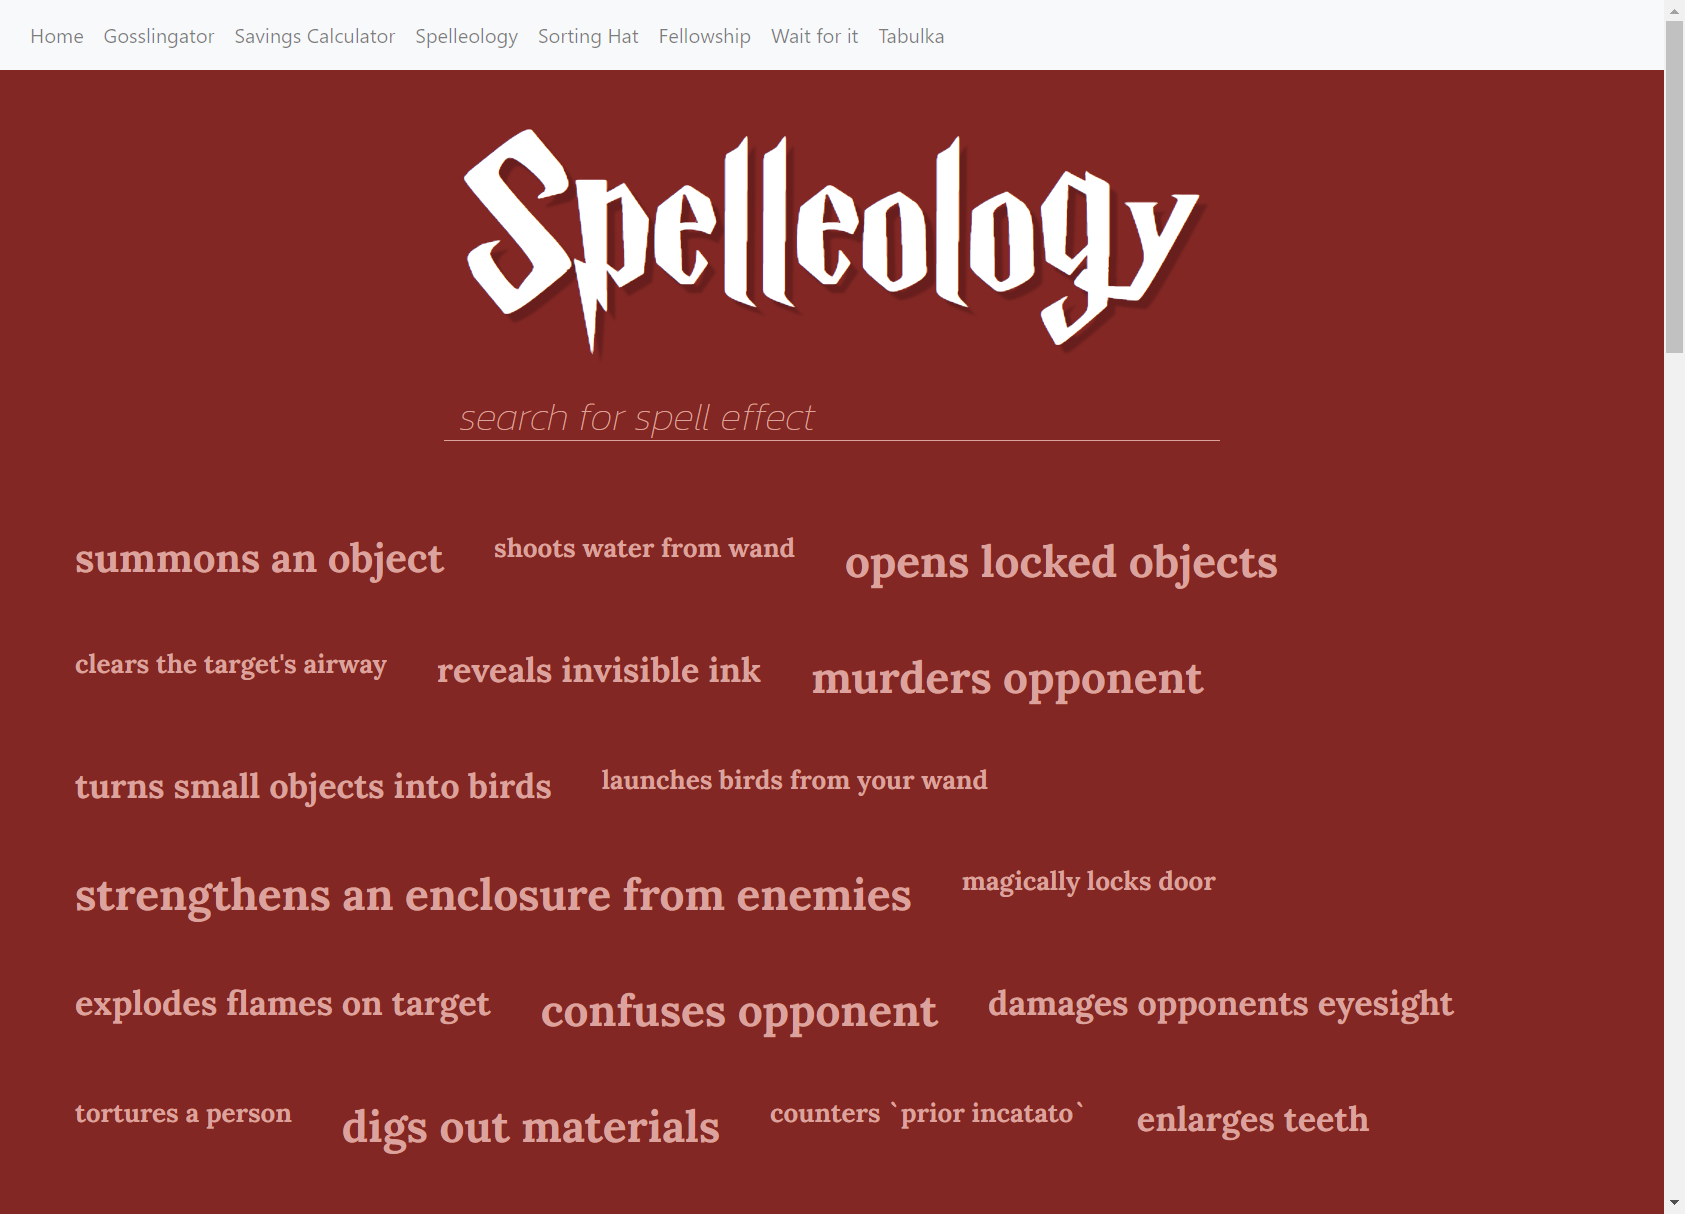 Home Gosslingator Savings Calculator Spelleology Sorting Hat Fellowship Wait for it Tabulka
Spelleology
search for spell effect
summons an object shoots water from wand opens locked objects
clears the target's airway reveals invisible ink murders opponent
turns small objects into birds launches birds from your wand
strengthens an enclosure from enemies magically locks door
explodes flames on target confuses opponent damages opponents eyesight
tortures a person digs out materials counters `prior incatato` enlarges teeth